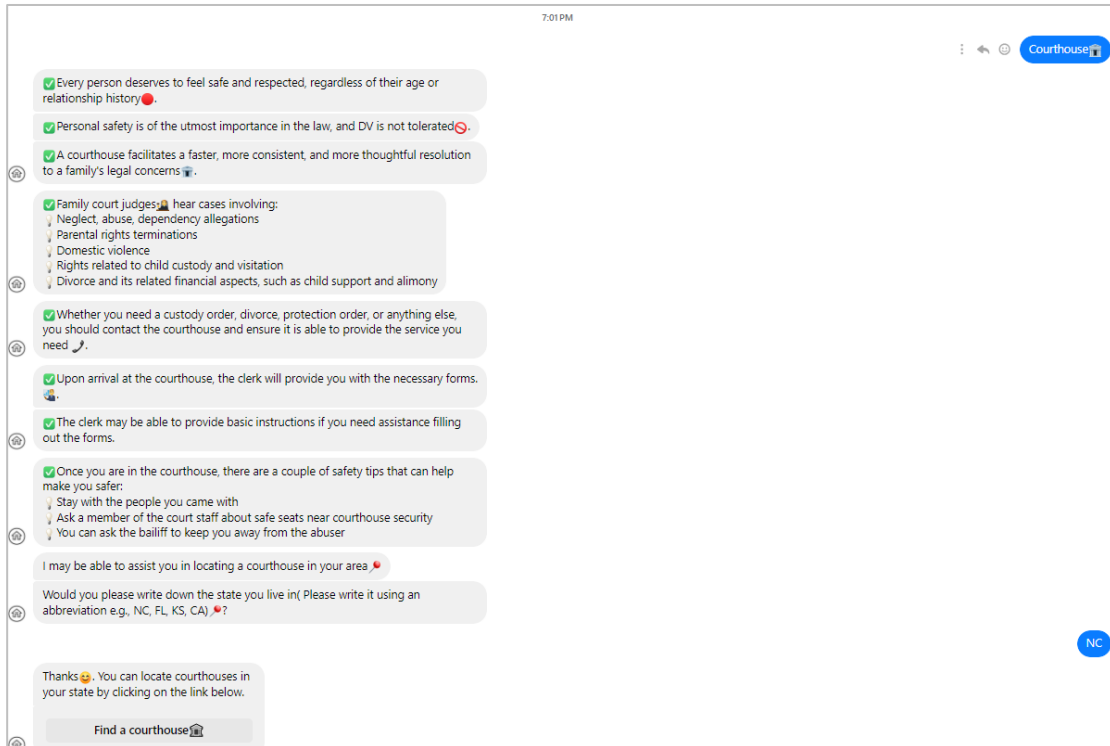 7:01 PM
Courthouse🏛
✅Every person deserves to feel safe and respected, regardless of their age or
relationship history🔴.
✅Personal safety is of the utmost importance in the law, and DV is not tolerated🚫.
✅A courthouse facilitates a faster, more consistent, and more thoughtful resolution
to a family's legal concerns🏛.
✅Family court judges👩‍⚖️ hear cases involving:
💡Neglect, abuse, dependency allegations
💡Parental rights terminations
💡Domestic violence
💡Rights related to child custody and visitation
💡Divorce and its related financial aspects, such as child support and alimony
✅Whether you need a custody order, divorce, protection order, or anything else,
you should contact the courthouse and ensure it is able to provide the service you
need 📞.
✅Upon arrival at the courthouse, the clerk will provide you with the necessary forms.
.
✅The clerk may be able to provide basic instructions if you need assistance filling
out the forms.
✅Once you are in the courthouse, there are a couple of safety tips that can help
make you safer:
💡Stay with the people you came with
💡Ask a member of the court staff about safe seats near courthouse security
💡You can ask the bailiff to keep you away from the abuser
I may be able to assist you in locating a courthouse in your area📍
Would you please write down the state you live in( Please write it using an
abbreviation e.g., NC, FL, KS, CA)📍?
NC
Thanks😀. You can locate courthouses in
your state by clicking on the link below.
Find a courthouse🏛